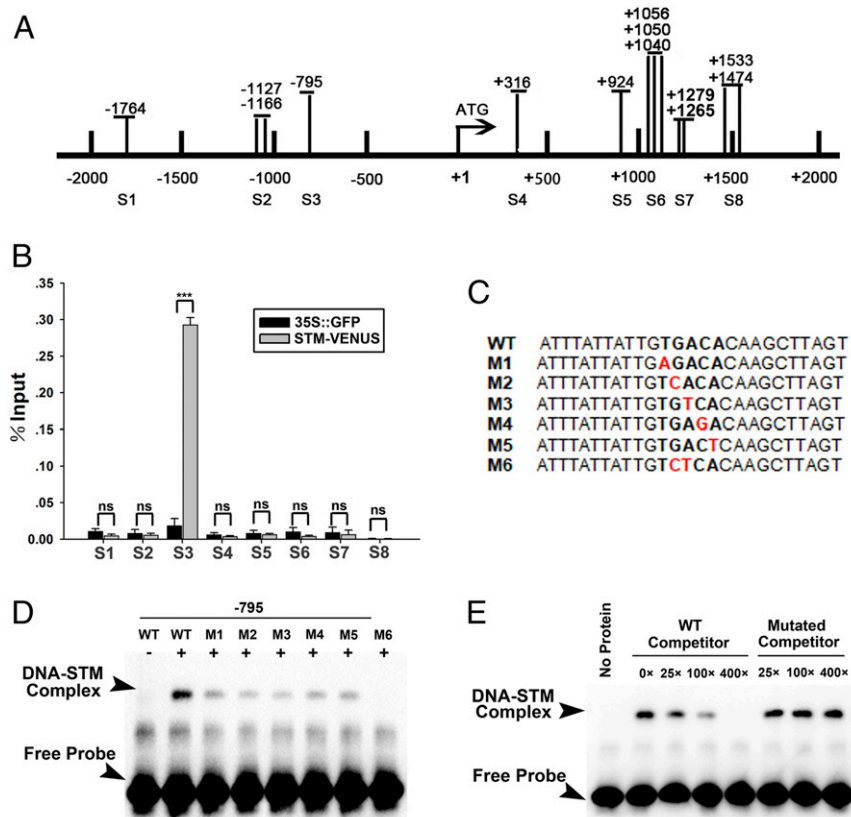 A
+1056
+1050
+1040
-1127
-1166
-795
+316
+1533
+1474
-1764
+924
+1279
+1265
ATG
-2000 -1500 -1000 -500 +1 +500 +1000 +1500 +2000
S1 S2 S3 S4 S5 S6 S7 S8
B
.35
.30
.25
.20
.15
.10
.05
0.00
% Input
***
35S::GFP
STM-VENUS
ns ns ns ns ns ns ns
S1 S2 S3 S4 S5 S6 S7 S8
C
WT ATTTATTATTGTGACACAAGCTTAGT
M1 ATTTATTATTGAGACACAAGCTTAGT
M2 ATTTATTATTGTCACACAAGCTTAGT
M3 ATTTATTATTGTGTCACAAGCTTAGT
M4 ATTTATTATTGTGAGACAAGCTTAGT
M5 ATTTATTATTGTGACTCAAGCTTAGT
M6 ATTTATTATTGTCTCACAAGCTTAGT
D
-795
WT WT M1 M2 M3 M4 M5 M6
- + + + + + + +
DNA-STM
Complex
Free Probe
E
No Protein
WT
Competitor
Mutated
Competitor
0× 25× 100× 400× 25× 100× 400×
DNA-STM
Complex
Free Probe